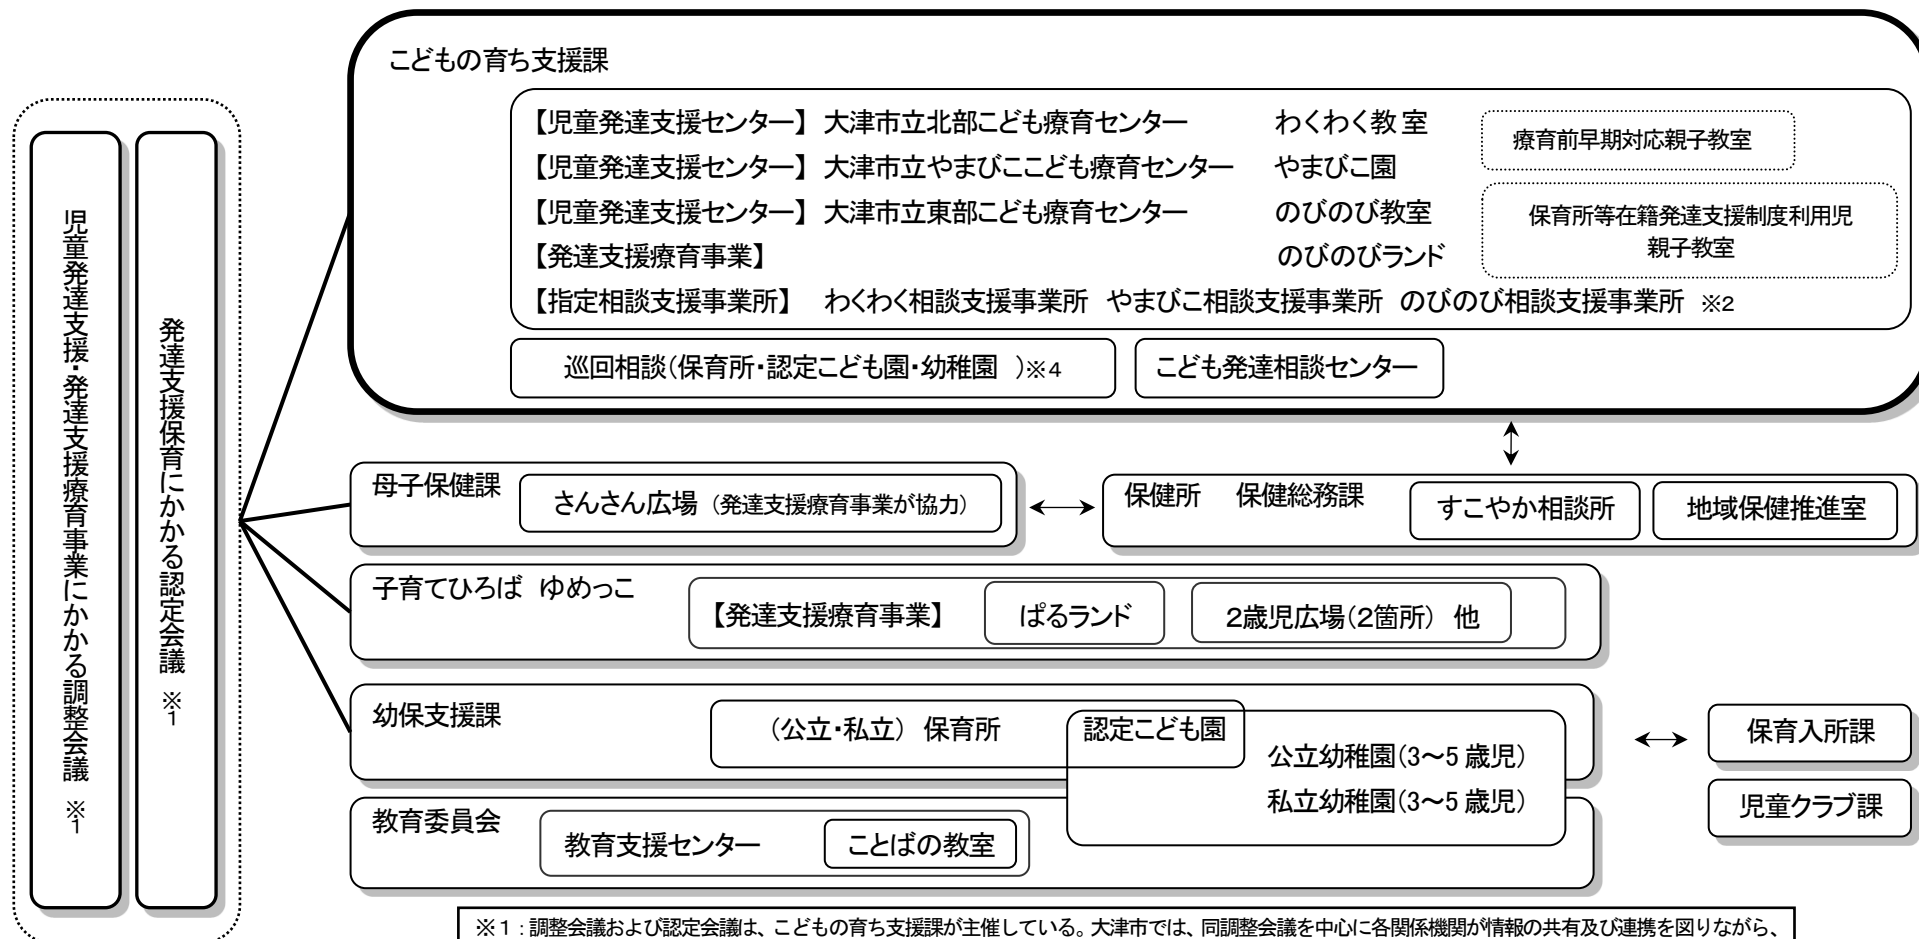 こどもの育ち支援課
【児童発達支援センター】 大津市立北部こども療育センター わくわく教室
療育前早期対応親子教室
【児童発達支援センター】 大津市立やまびここども療育センター やまびこ園
【児童発達支援センター】 大津市立東部こども療育センター のびのび教室
保育所等在籍発達支援制度利用児
親子教室
【発達支援療育事業】 のびのびランド
【指定相談支援事業所】 わくわく相談支援事業所 やまびこ相談支援事業所 のびのび相談支援事業所 ※2
巡回相談(保育所・認定こども園・幼稚園 )※4
こども発達相談センター
児童発達支援・発達支援療育事業にかかる調整会議 ※1
発達支援保育にかかる認定会議 ※1
母子保健課
さんさん広場 (発達支援療育事業が協力)
保健所 保健総務課
すこやか相談所
地域保健推進室
子育てひろば ゆめっこ
【発達支援療育事業】
ぱるランド
2歳児広場(2箇所) 他
幼保支援課
(公立・私立) 保育所
認定こども園
公立幼稚園(3～5 歳児)
私立幼稚園(3～5 歳児)
保育入所課
児童クラブ課
教育委員会
教育支援センター
ことばの教室
※1:調整会議および認定会議は、こどもの育ち支援課が主催している。大津市では、同調整会議を中心に各関係機関が情報の共有及び連携を図りながら、